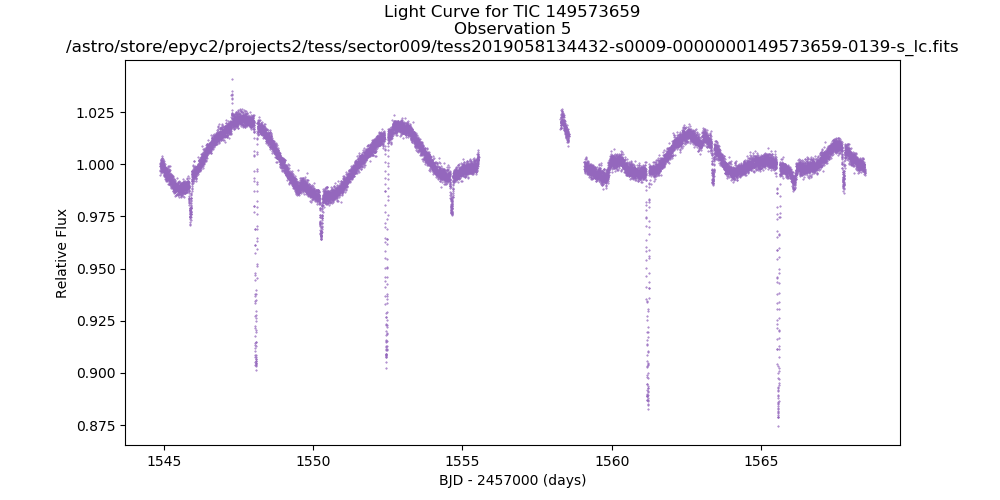 Light Curve for TIC 149573659
Observation 5
/astro/store/epyc2/projects2/tess/sector009/tess2019058134432-s0009-0000000149573659-0139-s_lc.fits
1.025
1.000
0.975
0.950
0.925
0.900
0.875
Relative Flux
1545
1550
1555
1560
1565
BJD - 2457000 (days)